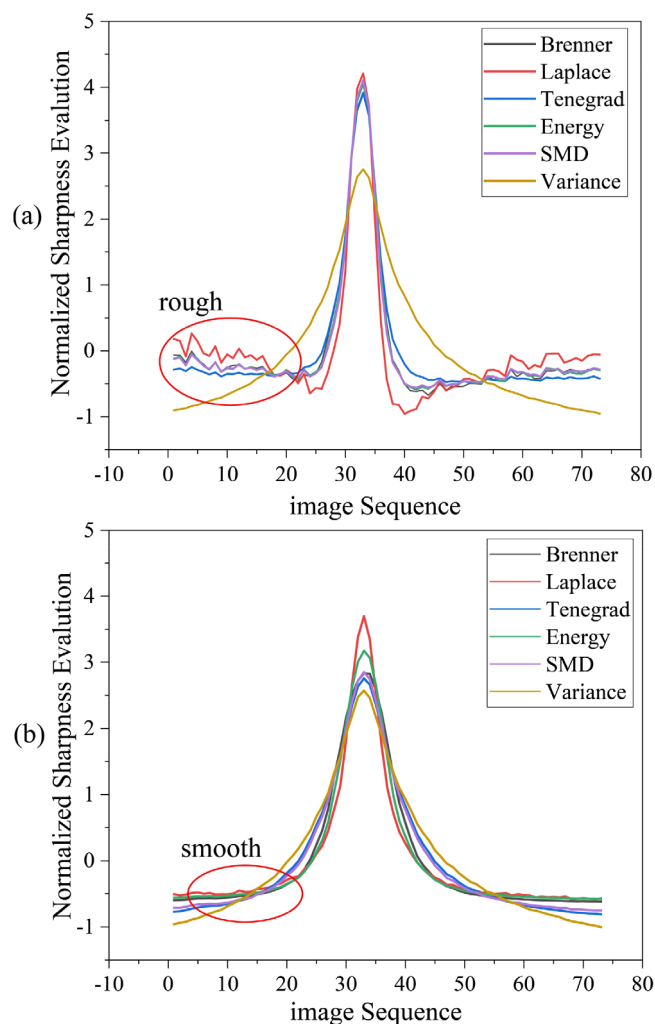 (a)
Normalized Sharpness Evalution
5
4
3
2
1
0
-1
-10
0
10
20
30
40
50
60
70
80
image Sequence
Brenner
Laplace
Tenegrad
Energy
SMD
Variance
rough
(b)
Normalized Sharpness Evalution
5
4
3
2
1
0
-1
-10
0
10
20
30
40
50
60
70
80
image Sequence
Brenner
Laplace
Tenegrad
Energy
SMD
Variance
smooth